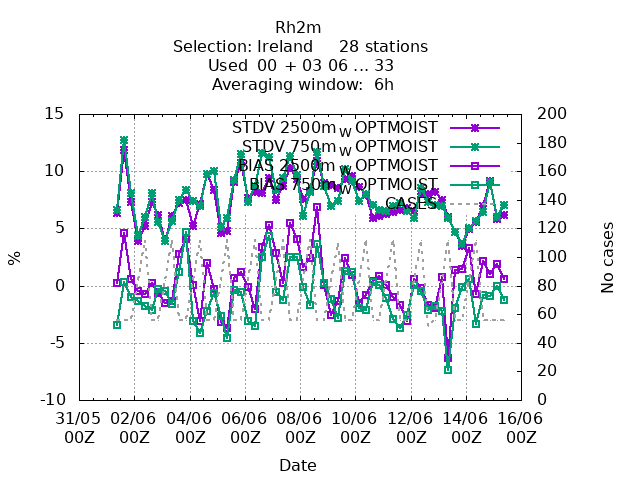 Rh2m
Selection: Ireland 28 stations
Used 00 + 03 06 ... 33
Averaging window: 6h
STDV 2500m_W OPTMOIST
STDV 750m_W OPTMOIST
BIAS 2500m_W OPTMOIST
BIAS 750m_W OPTMOIST
CASES
%
15
10
5
0
-5
-10
No cases
200
180
160
140
120
100
80
60
40
20
0
31/05 02/06 04/06 06/06 08/06 10/06 12/06 14/06 16/06
00Z 00Z 00Z 00Z 00Z 00Z 00Z 00Z 00Z
Date